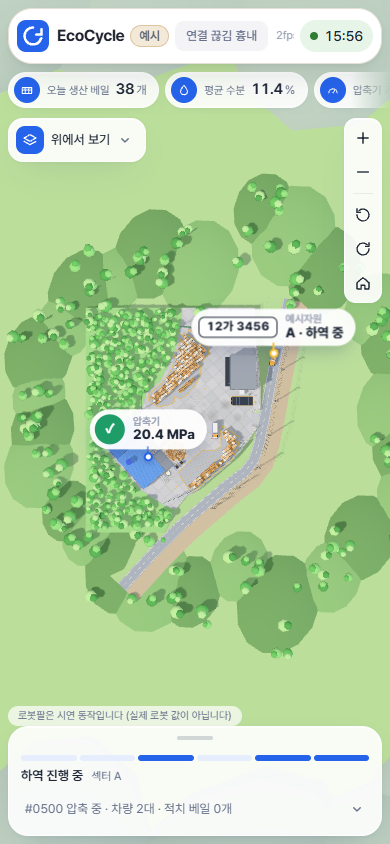 EcoCycle 예시 연결 끊김 흉내 2fp 15:56
오늘 생산 베일 38개 평균 수분 11.4% 압축기
위에서 보기
12가 3456 예시자원
A · 하역 중
압축기
20.4 MPa
로봇팔은 시연 동작입니다 (실제 로봇 값이 아닙니다)
하역 진행 중 섹터 A
#0500 압축 중 · 차량 2대 · 적치 베일 0개